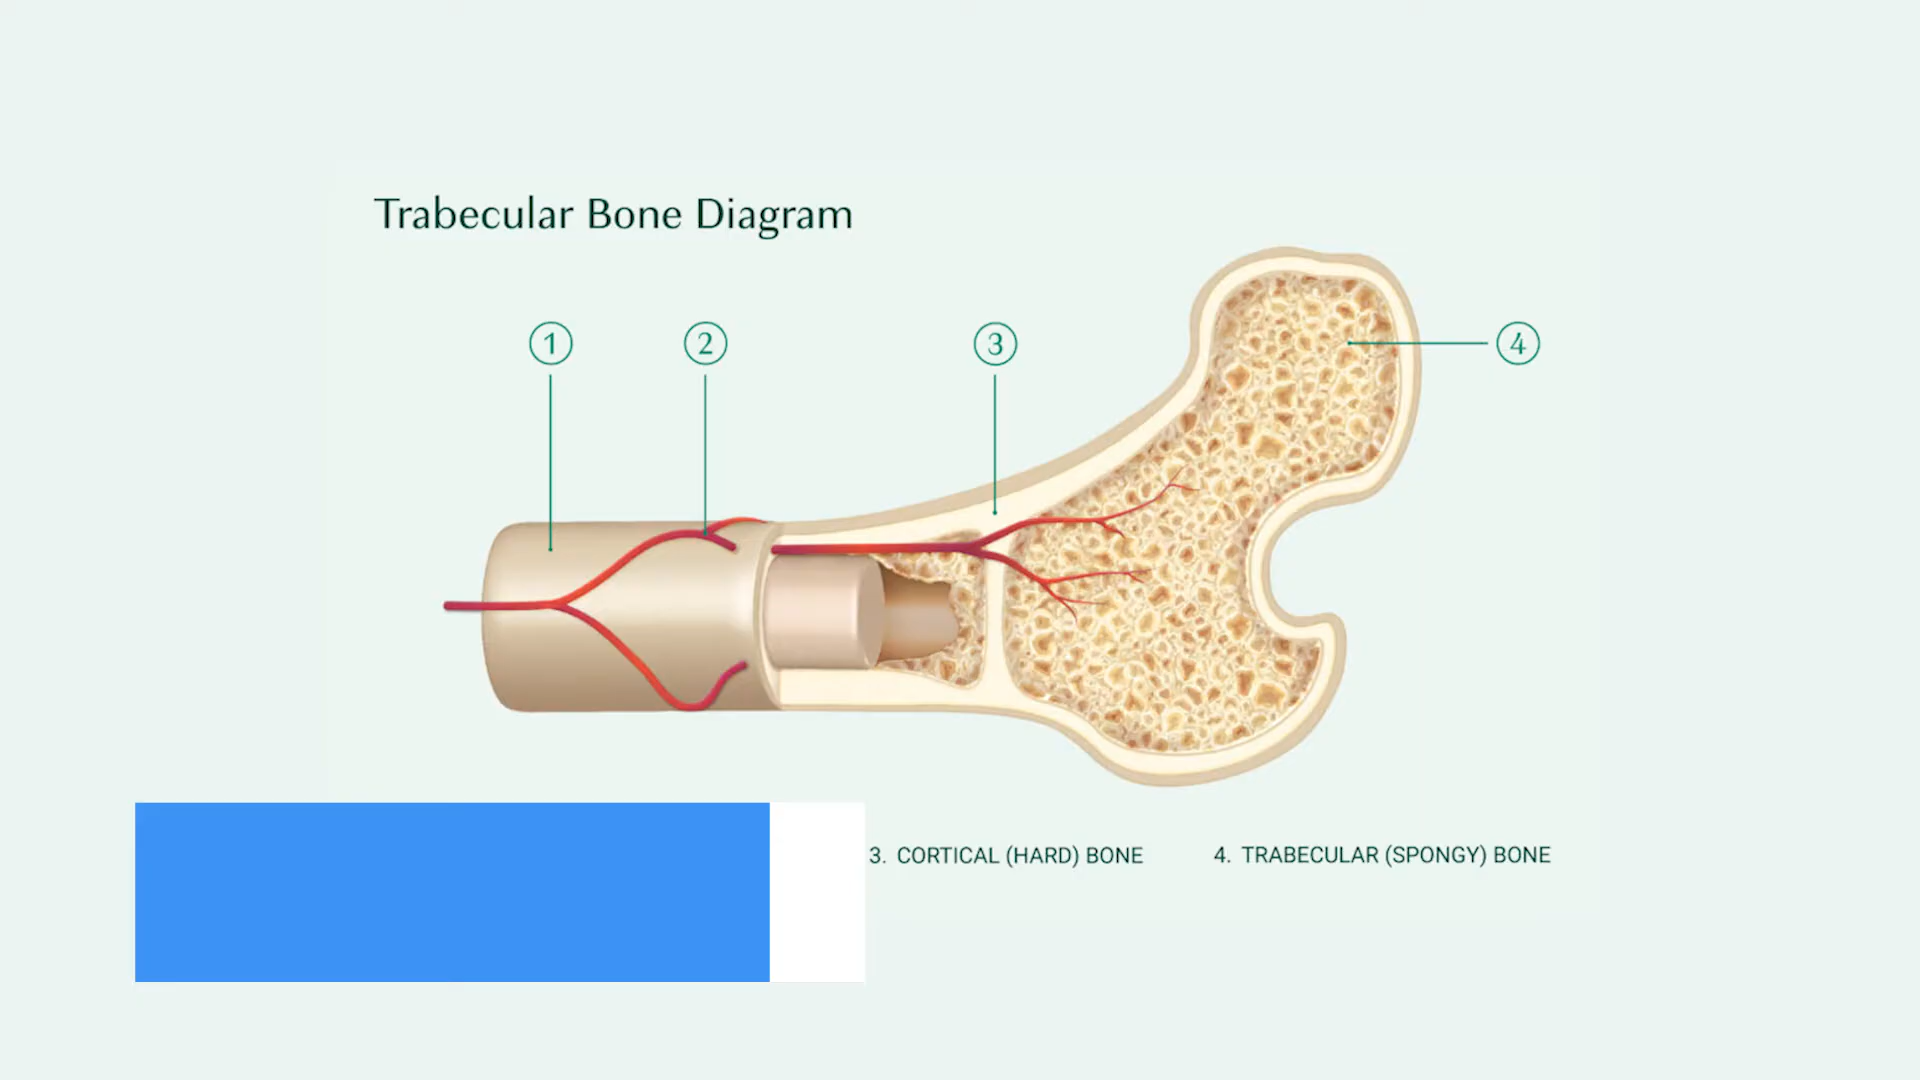 Trabecular Bone Diagram
1 2 3 4
3. CORTICAL (HARD) BONE 4. TRABECULAR (SPONGY) BONE